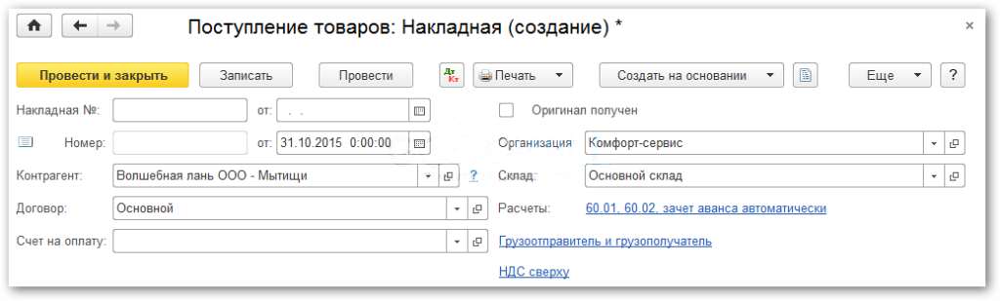 Поступление товаров: Накладная (создание) *
Провести и закрыть Записать Провести Дт Кт Печать Создать на основании Еще ?
Накладная №: от: . . Оригинал получен
Номер: от: 31.10.2015 0:00:00 Организация Комфорт-сервис
Контрагент: Волшебная лань ООО - Мытищи ? Склад: Основной склад
Договор: Основной Расчеты: 60.01, 60.02, зачет аванса автоматически
Счет на оплату: Грузоотправитель и грузополучатель
НДС сверху